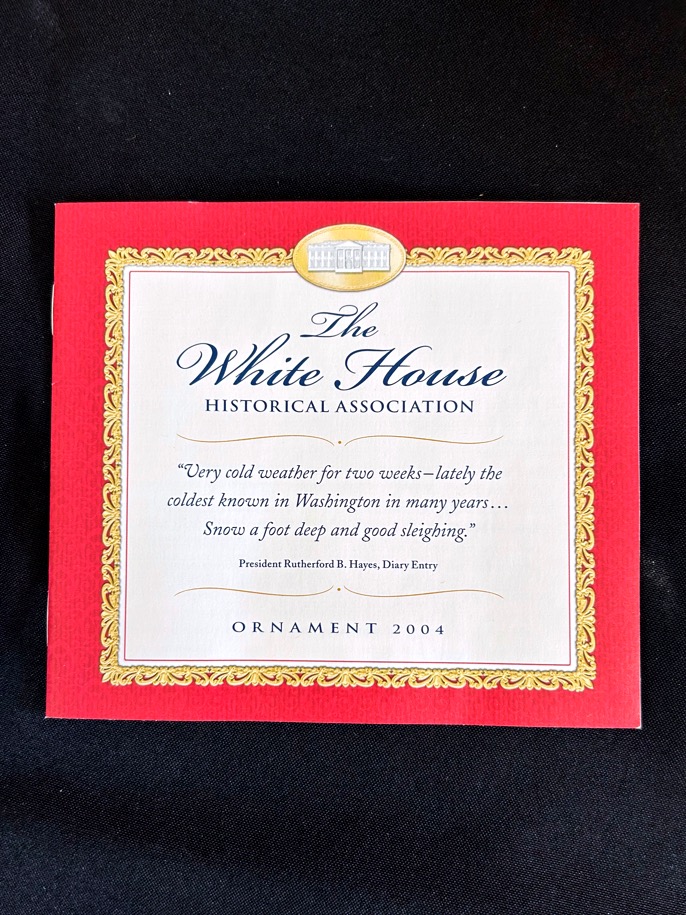 The
White House
HISTORICAL ASSOCIATION
“Very cold weather for two weeks–lately the
coldest known in Washington in many years...
Snow a foot deep and good sleighing.”
President Rutherford B. Hayes, Diary Entry
ORNAMENT 2004